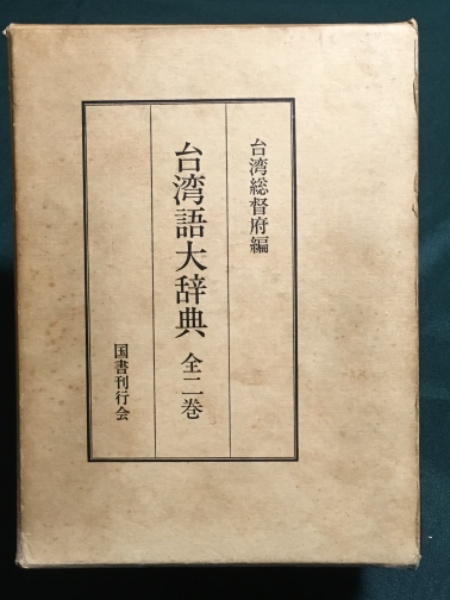 台湾総督府編
台湾語大辞典 全二巻
国書刊行会